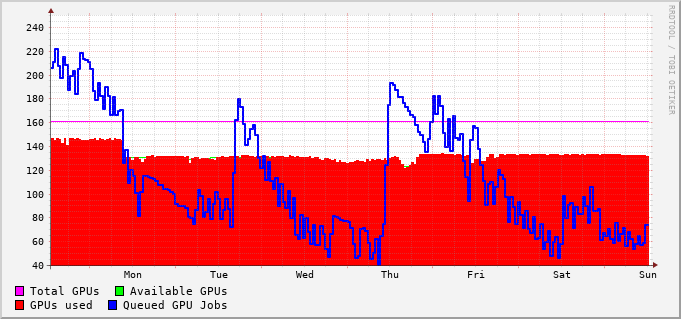 RRDTOOL / TOBI OETIKER
240
220
200
180
160
140
120
100
80
60
40
Mon Tue Wed Thu Fri Sat Sun
Total GPUs Available GPUs
GPUs used Queued GPU Jobs